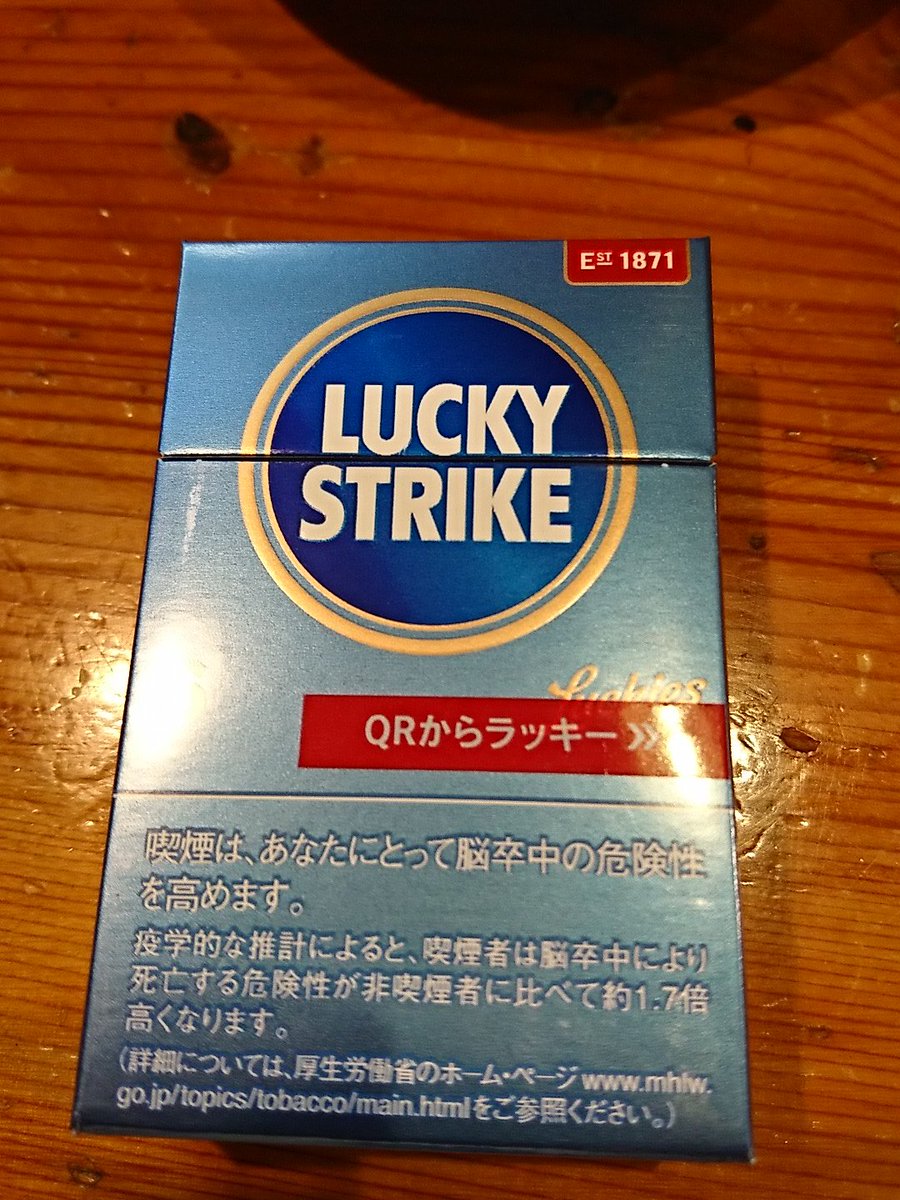 EST 1871
LUCKY
STRIKE
Luckies
QRからラッキー »
喫煙は、あなたにとって脳卒中の危険性
を高めます。
疫学的な推計によると、喫煙者は脳卒中により
死亡する危険性が非喫煙者に比べて約1.7倍
高くなります。
(詳細については、厚生労働省のホーム・ページ www.mhlw.
go.jp/topics/tobacco/main.htmlをご参照ください。)